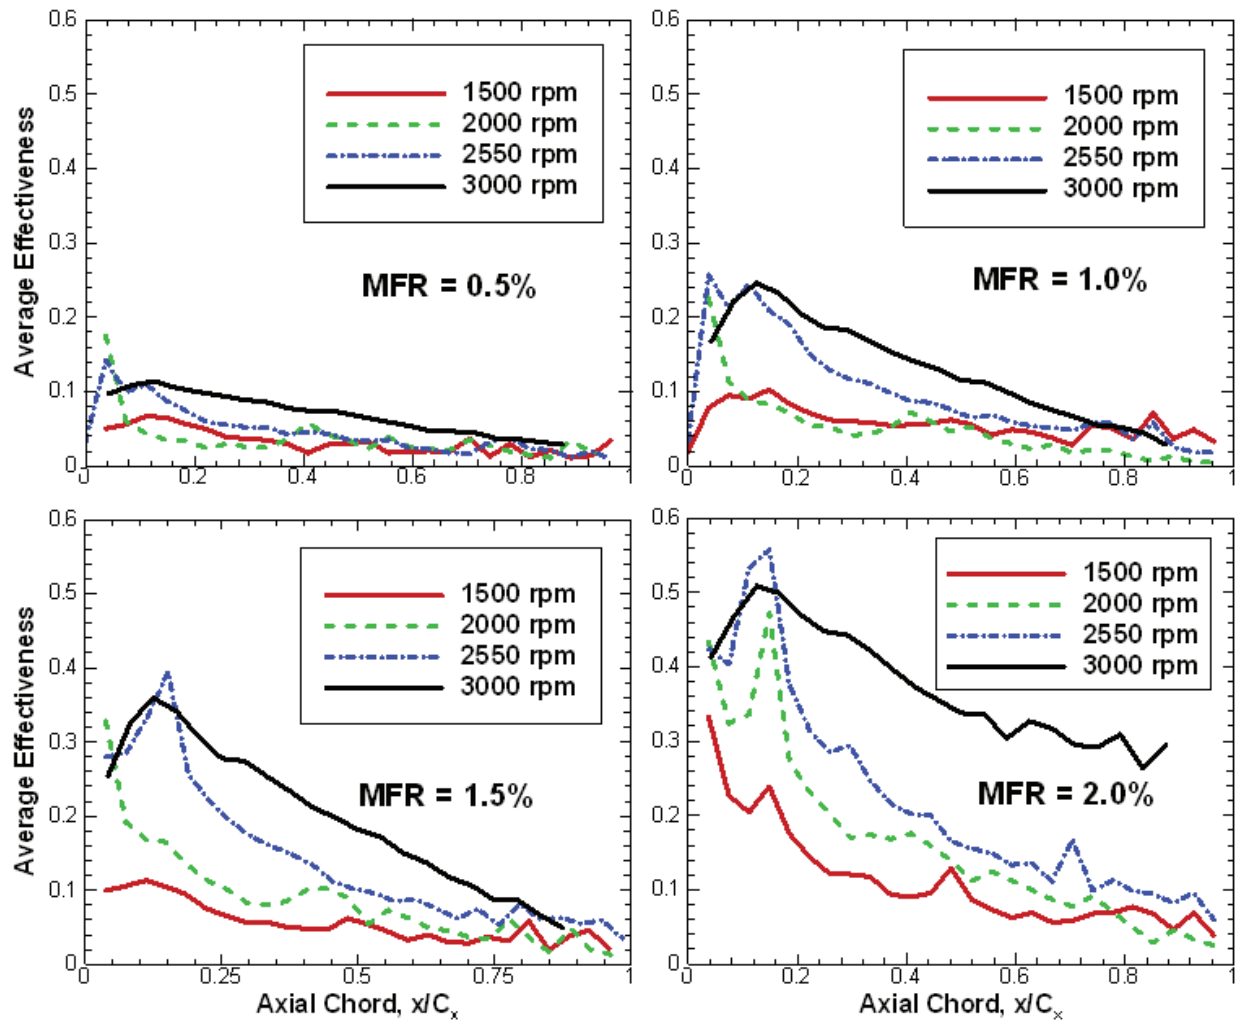 0.6
0.5
0.4
0.3
0.2
0.1
0
Average Effectiveness
1500 rpm
2000 rpm
2550 rpm
3000 rpm
MFR = 0.5%
0 0.2 0.4 0.6 0.8 1
0.6
0.5
0.4
0.3
0.2
0.1
0
1500 rpm
2000 rpm
2550 rpm
3000 rpm
MFR = 1.0%
0 0.2 0.4 0.6 0.8 1
0.6
0.5
0.4
0.3
0.2
0.1
0
Average Effectiveness
1500 rpm
2000 rpm
2550 rpm
3000 rpm
MFR = 1.5%
0 0.25 0.5 0.75 1
Axial Chord, x/Cx
0.6
0.5
0.4
0.3
0.2
0.1
0
1500 rpm
2000 rpm
2550 rpm
3000 rpm
MFR = 2.0%
0 0.2 0.4 0.6 0.8 1
Axial Chord, x/Cx